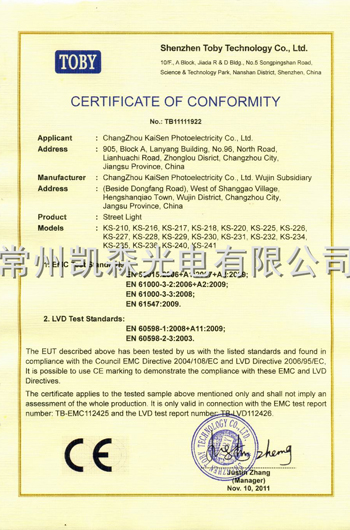 TOBY
Shenzhen Toby Technology Co., Ltd.
10/F., A Block, Jiada R & D Bldg., No.5 Songpingshan Road,
Science & Technology Park, Nanshan District, Shenzhen, China
CERTIFICATE OF CONFORMITY
No.: TB11111922
Applicant : ChangZhou KaiSen Photoelectricity Co., Ltd.
Address : 905, Block A, Lanyang Building, No.96, North Road,
Lianhuachi Road, Zhonglou Disrict, Changzhou City,
Jiangsu Province, China
Manufacturer : ChangZhou KaiSen Photoelectricity Co., Ltd. Wujin Subsidiary
Address : (Beside Dongfang Road), West of Shanggao Village,
Hengshanqiao Town, Wujin District, Changzhou City,
Jiangsu Province, China
Product : Street Light
Models : KS-210, KS-216, KS-217, KS-218, KS-220, KS-225, KS-226,
KS-227, KS-228, KS-229, KS-230, KS-231, KS-232, KS-234,
KS-235, KS-236, KS-240, KS-241
常州凯森光电有限公司
1. EMC
EN 61000-3-2:2006+A2:2009;
EN 61000-3-3:2008;
EN 61547:2009.
2. LVD Test Standards:
EN 60598-1:2008+A11:2009;
EN 60598-2-3:2003.
The EUT described above has been tested by us with the listed standards and found in
compliance with the Council EMC Directive 2004/108/EC and LVD Directive 2006/95/EC.
It is possible to use CE marking to demonstrate the compliance with these EMC and LVD
Directives.
The certificate applies to the tested sample above mentioned only and shall not imply an
assessment of the whole production. It is only valid in connection with the EMC test report
number: TB-EMC112425 and the LVD test report number: TB-LVD112426.
CE
Justin Zhang
(Manager)
Nov. 10, 2011